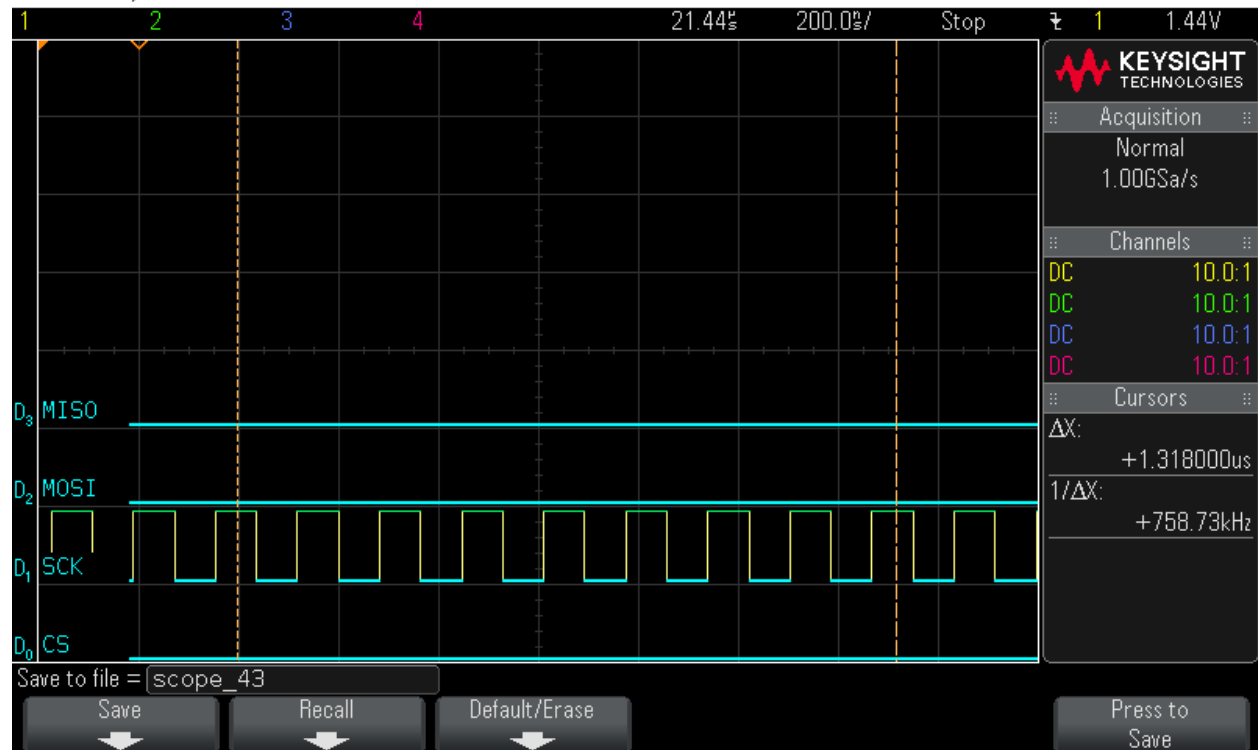 1 2 3 4 21.44µs 200.0ns/ Stop 1 1.44V
KEYSIGHT
TECHNOLOGIES
Acquisition
Normal
1.00GSa/s
Channels
DC 10.0:1
DC 10.0:1
DC 10.0:1
DC 10.0:1
Cursors
ΔX:
+1.318000us
1/ΔX:
+758.73kHz
D3 MISO
D2 MOSI
D1 SCK
D0 CS
Save to file = scope_43
Save
Recall
Default/Erase
Press to
Save